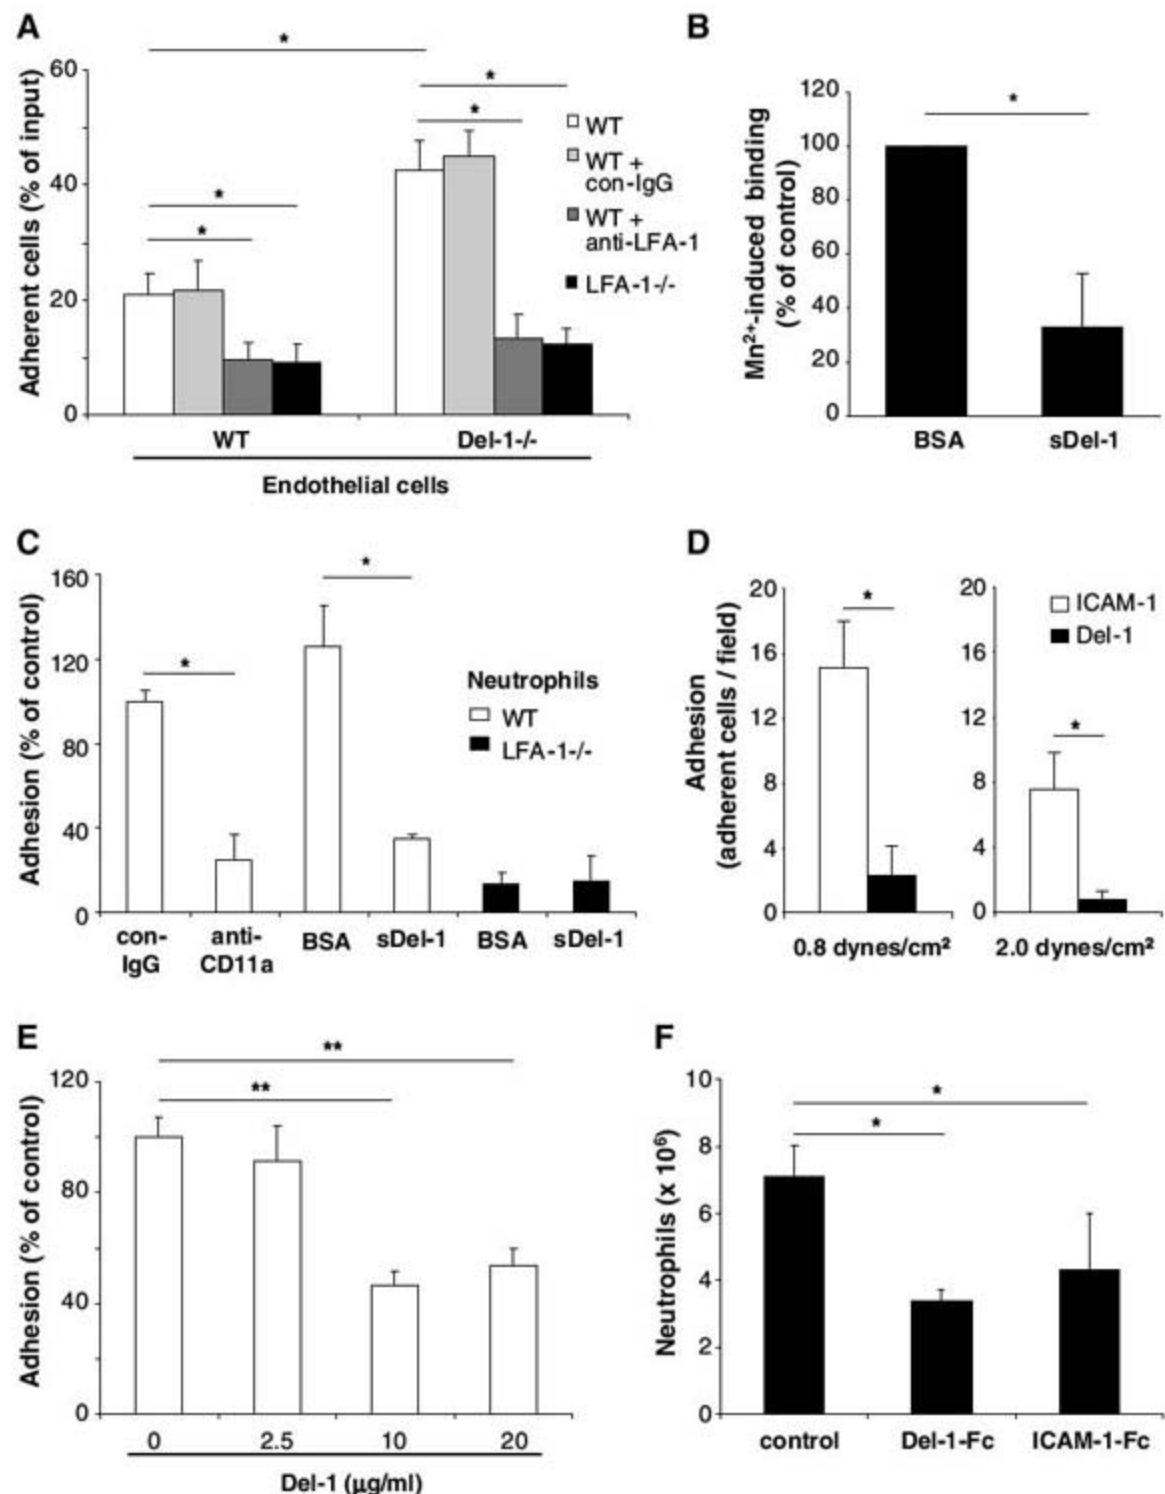 A
*
60
40
20
0
Adherent cells (% of input)
*
*
*
*
WT
WT +
con-IgG
WT +
anti-LFA-1
LFA-1-/-
WT
Del-1-/-
Endothelial cells
B
120
100
80
60
40
20
0
Mn²⁺-induced binding
(% of control)
*
BSA
sDel-1
C
160
120
80
40
0
Adhesion (% of control)
*
*
Neutrophils
WT
LFA-1-/-
con-
IgG
anti-
CD11a
BSA
sDel-1
BSA
sDel-1
D
20
16
12
8
4
0
Adhesion
(adherent cells / field)
*
0.8 dynes/cm²
20
16
12
8
4
0
*
ICAM-1
Del-1
2.0 dynes/cm²
E
120
80
40
0
Adhesion (% of control)
**
**
0 2.5 10 20
Del-1 (µg/ml)
F
10
8
6
4
2
0
Neutrophils (x 10⁶)
*
*
control
Del-1-Fc
ICAM-1-Fc